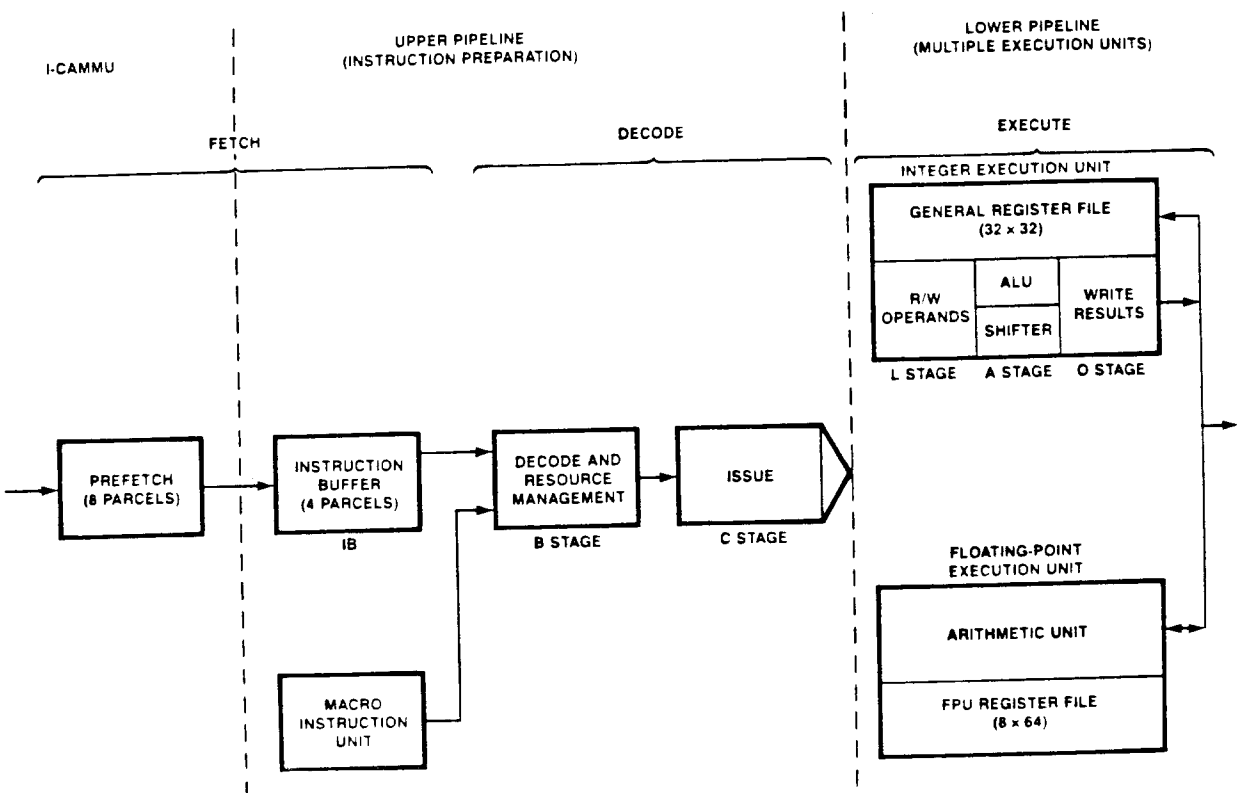 I-CAMMU
UPPER PIPELINE
(INSTRUCTION PREPARATION)
LOWER PIPELINE
(MULTIPLE EXECUTION UNITS)
FETCH
DECODE
EXECUTE
INTEGER EXECUTION UNIT
GENERAL REGISTER FILE
(32 × 32)
R/W
OPERANDS
ALU
SHIFTER
WRITE
RESULTS
L STAGE
A STAGE
O STAGE
PREFETCH
(8 PARCELS)
INSTRUCTION
BUFFER
(4 PARCELS)
IB
DECODE AND
RESOURCE
MANAGEMENT
B STAGE
ISSUE
C STAGE
MACRO
INSTRUCTION
UNIT
FLOATING-POINT
EXECUTION UNIT
ARITHMETIC UNIT
FPU REGISTER FILE
(8 × 64)